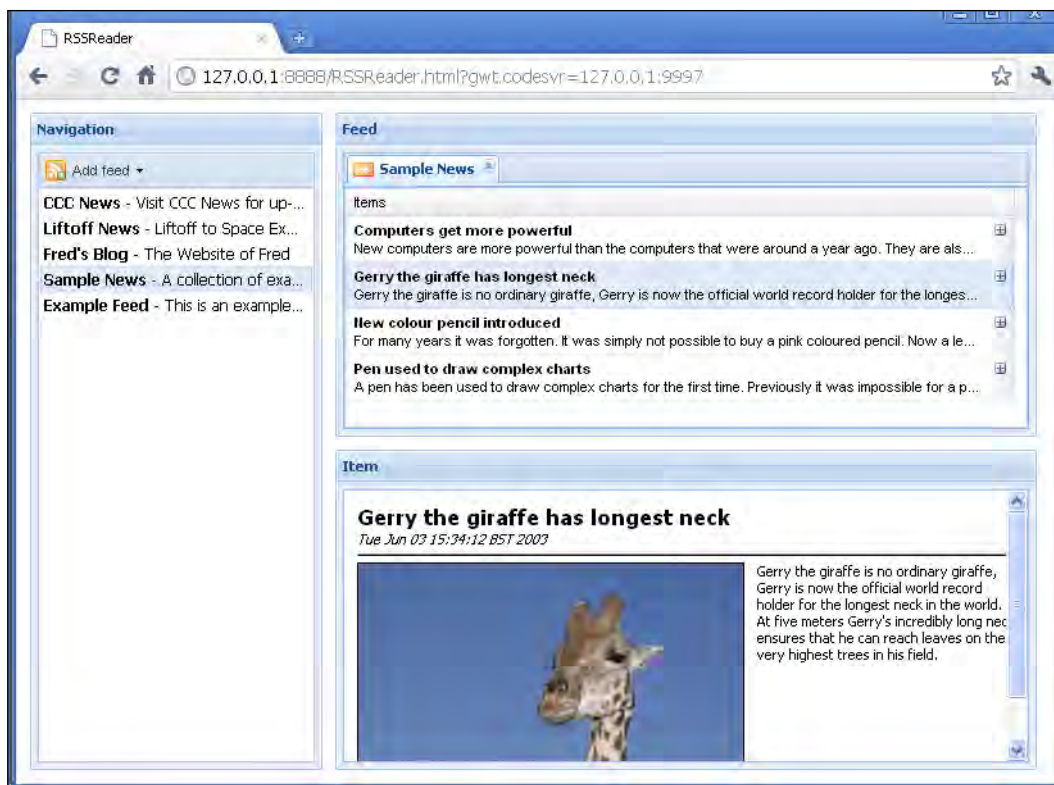 RSSReader
127.0.0.1:8888/RSSReader.html?gwt.codesvr=127.0.0.1:9997
Navigation
Add feed
CCC News - Visit CCC News for up-...
Liftoff News - Liftoff to Space Ex...
Fred's Blog - The Website of Fred
Sample News - A collection of exa...
Example Feed - This is an example...
Feed
Sample News
Items
Computers get more powerful
New computers are more powerful than the computers that were around a year ago. They are als...
Gerry the giraffe has longest neck
Gerry the giraffe is no ordinary giraffe, Gerry is now the official world record holder for the longes...
New colour pencil introduced
For many years it was forgotten. It was simply not possible to buy a pink coloured pencil. Now a le...
Pen used to draw complex charts
A pen has been used to draw complex charts for the first time. Previously it was impossible for a p...
Item
Gerry the giraffe has longest neck
Tue Jun 03 15:34:12 BST 2003
Gerry the giraffe is no ordinary giraffe,
Gerry is now the official world record
holder for the longest neck in the world.
At five meters Gerry's incredibly long nec
ensures that he can reach leaves on the
very highest trees in his field.